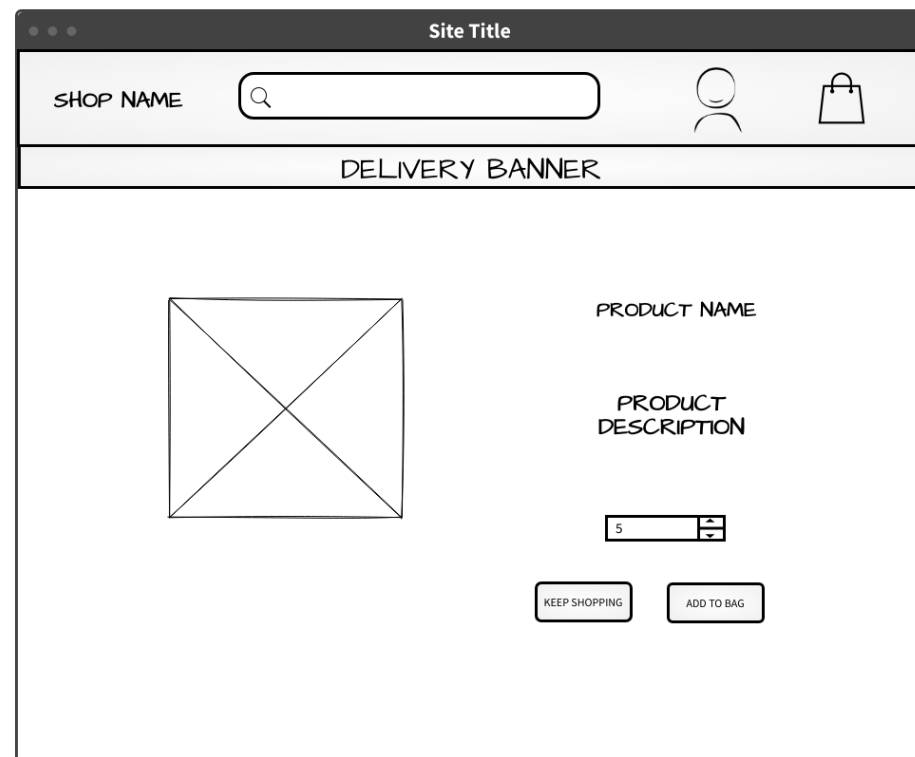 Site Title
SHOP NAME
DELIVERY BANNER
PRODUCT NAME
PRODUCT
DESCRIPTION
5
KEEP SHOPPING
ADD TO BAG